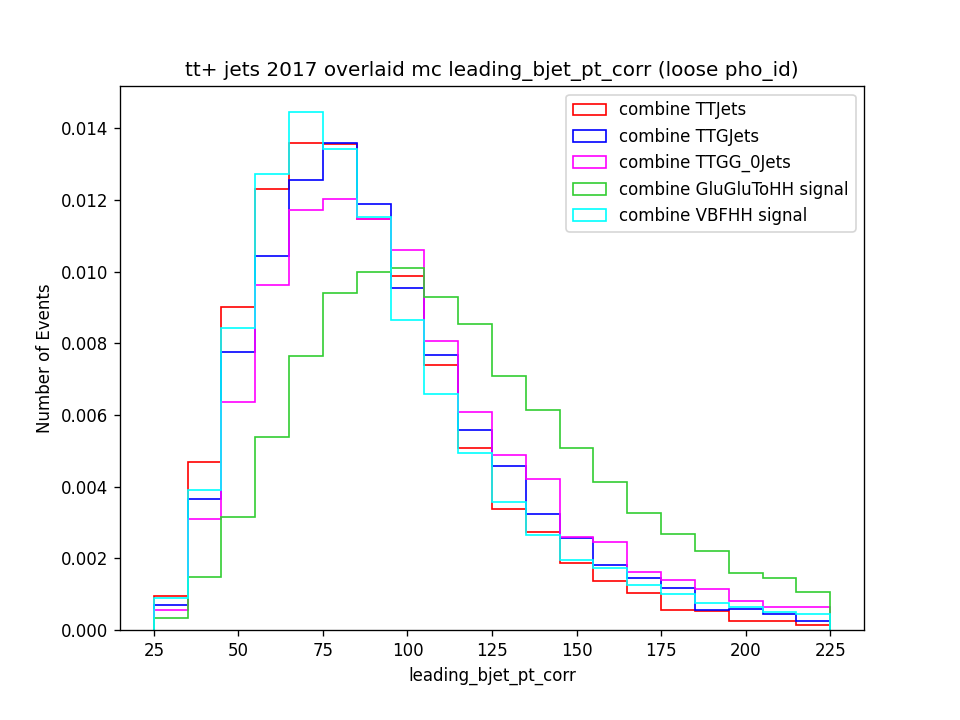 tt+ jets 2017 overlaid mc leading_bjet_pt_corr (loose pho_id)
combine TTJets
combine TTGJets
combine TTGG_0Jets
combine GluGluToHH signal
combine VBFHH signal
0.014
0.012
0.010
0.008
0.006
0.004
0.002
0.000
Number of Events
25 50 75 100 125 150 175 200 225
leading_bjet_pt_corr